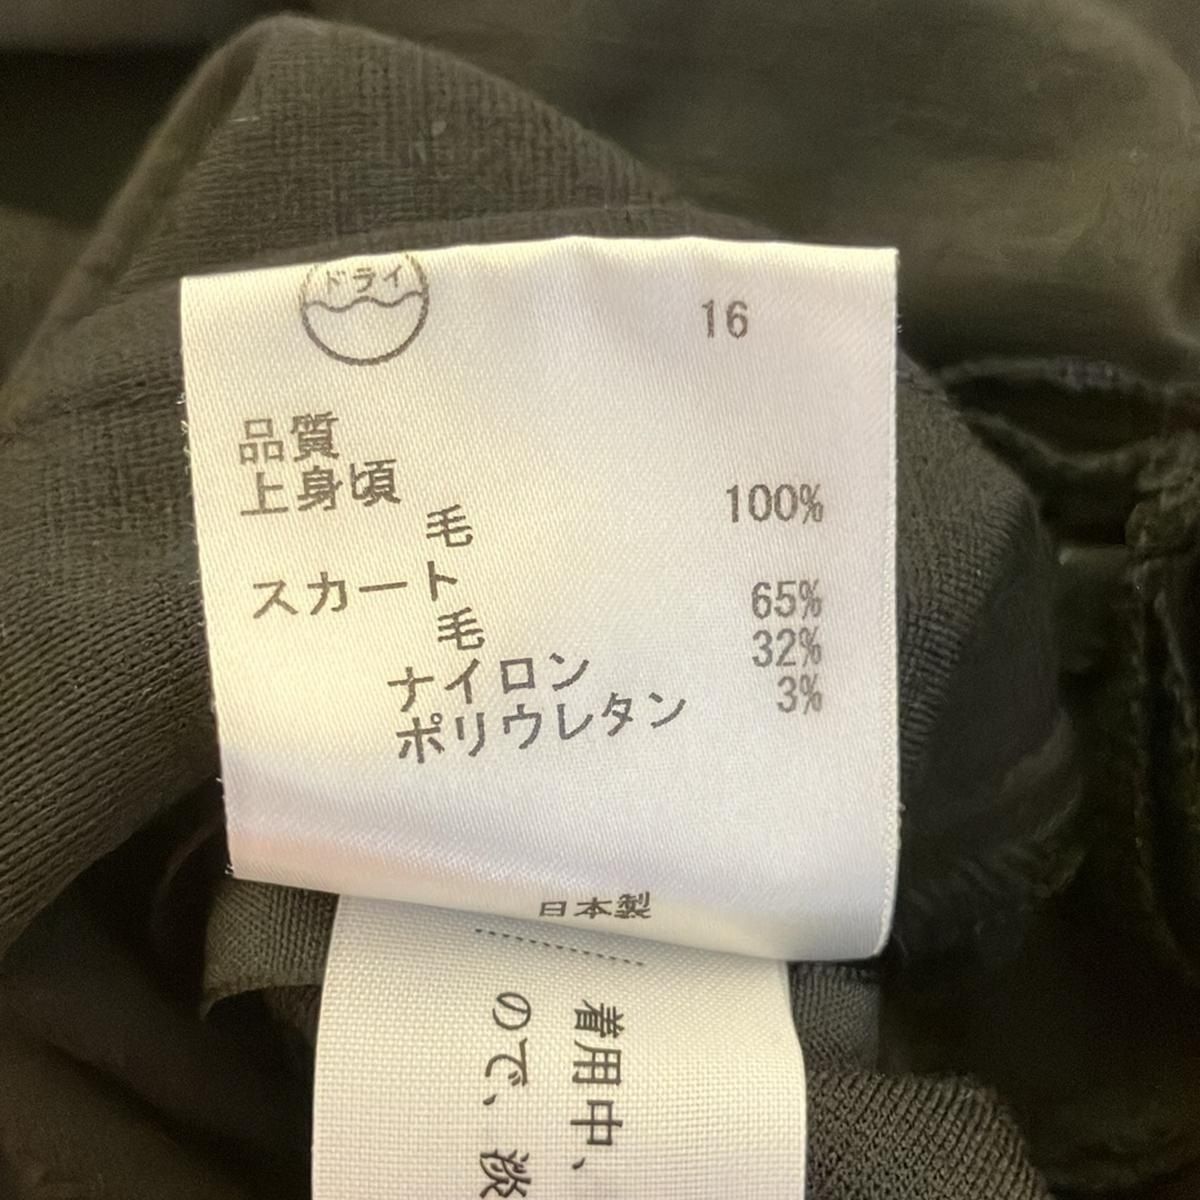 ドライ
16
品質
上身頃
毛 100%
スカート
毛 65%
ナイロン 32%
ポリウレタン 3%
日本製
着用中、
ので、淡